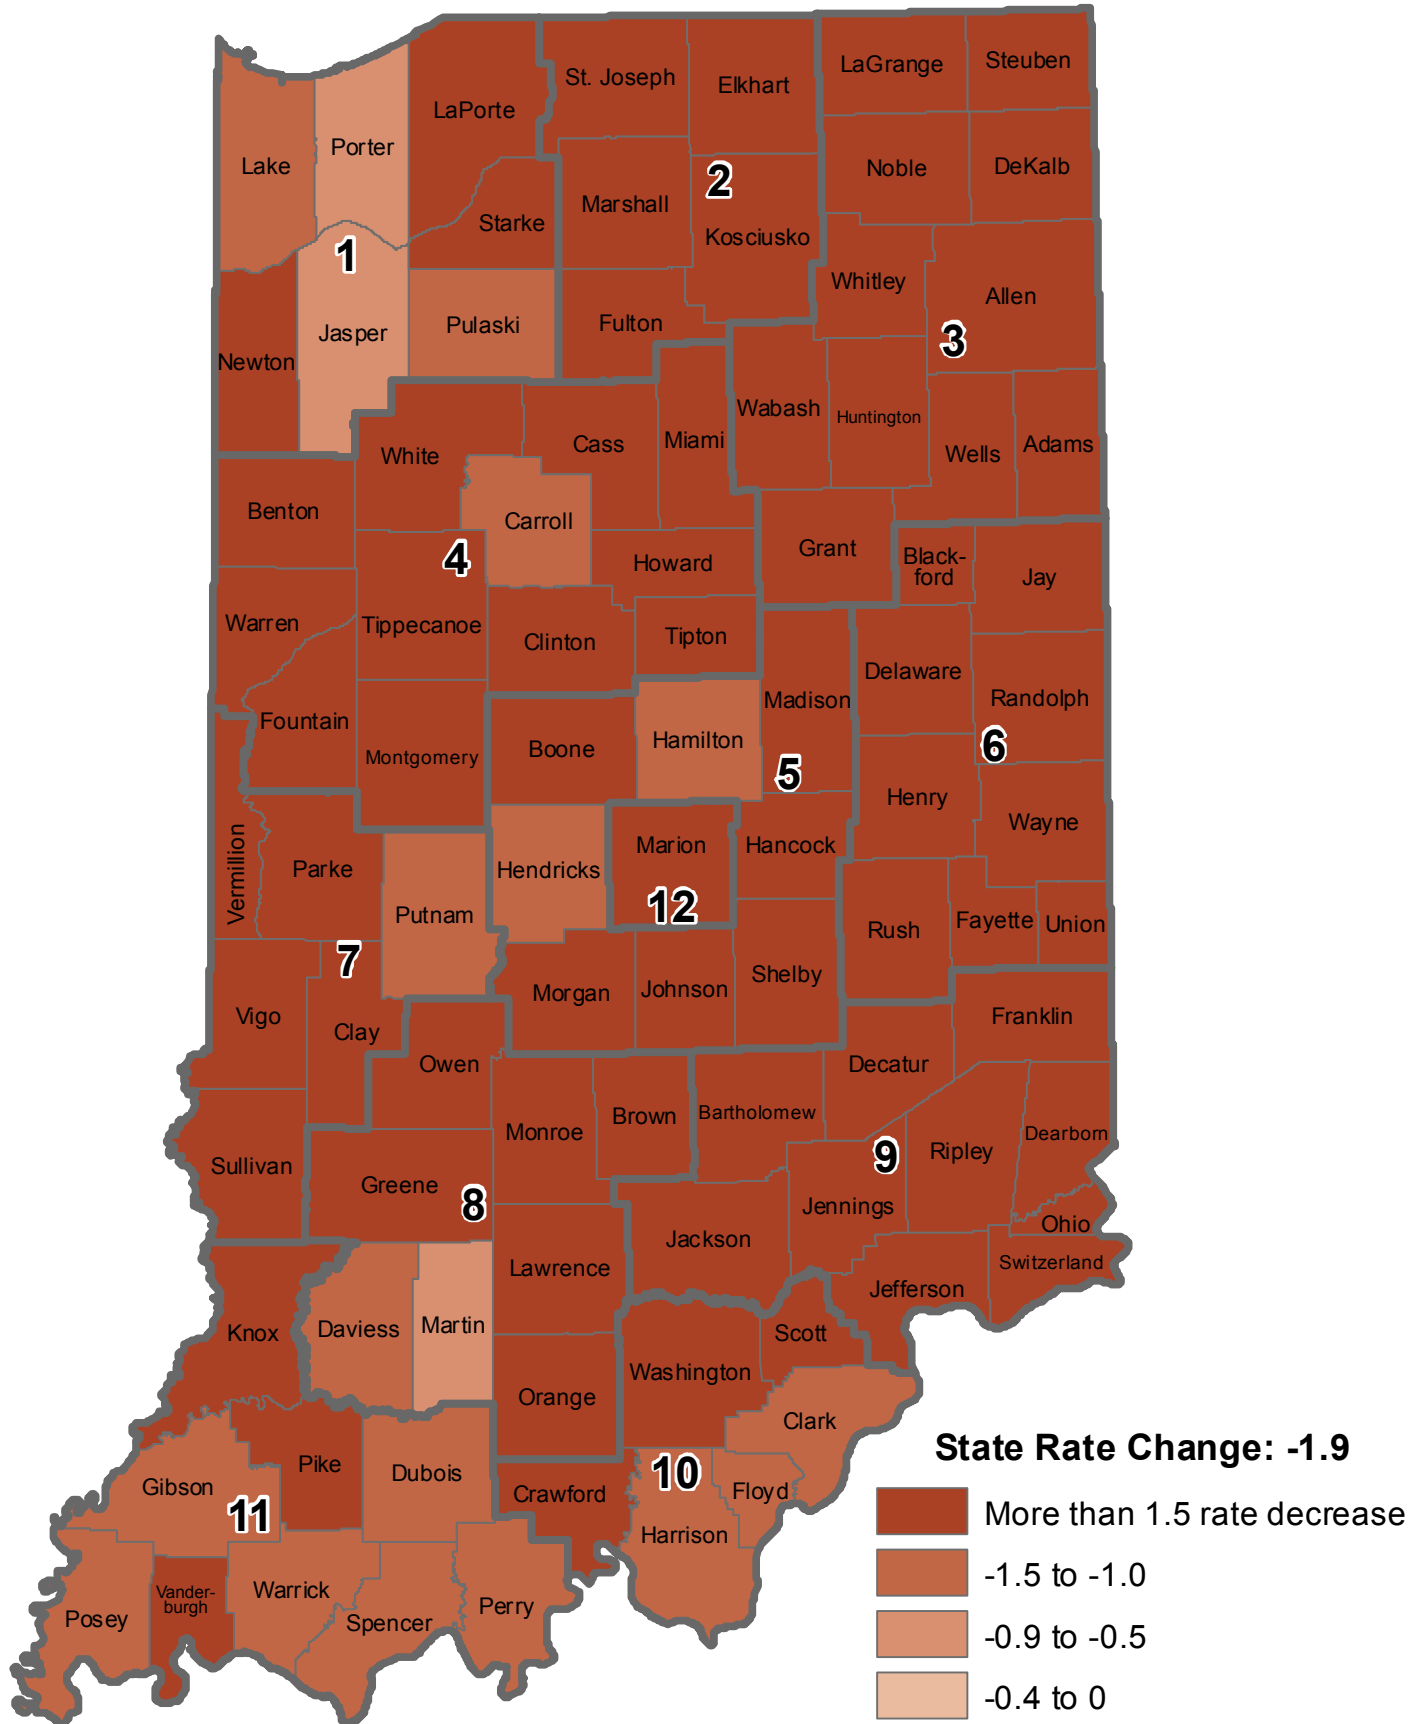 St. Joseph
Elkhart
LaGrange
Steuben
LaPorte
Porter
Lake
Noble
DeKalb
2
Marshall
Starke
Kosciusko
1
Whitley
Allen
Jasper
Pulaski
Fulton
3
Newton
Wabash
Huntington
White
Cass
Miami
Wells
Adams
Benton
Carroll
4
Howard
Grant
Black-
ford
Jay
Warren
Tippecanoe
Clinton
Tipton
Delaware
Randolph
Madison
Fountain
Montgomery
Boone
Hamilton
6
5
Henry
Wayne
Vermillion
Parke
Hendricks
Marion
Hancock
12
Putnam
Rush
Fayette
Union
7
Morgan
Johnson
Shelby
Vigo
Clay
Franklin
Owen
Decatur
Monroe
Brown
Bartholomew
Dearborn
Sullivan
Greene
9
Ripley
8
Jennings
Ohio
Jackson
Lawrence
Switzerland
Jefferson
Knox
Daviess
Martin
Scott
Washington
Orange
Clark
Pike
Dubois
10
Gibson
11
Crawford
Floyd
Harrison
Vander-
burgh
Warrick
Posey
Spencer
Perry
State Rate Change: -1.9
More than 1.5 rate decrease
-1.5 to -1.0
-0.9 to -0.5
-0.4 to 0